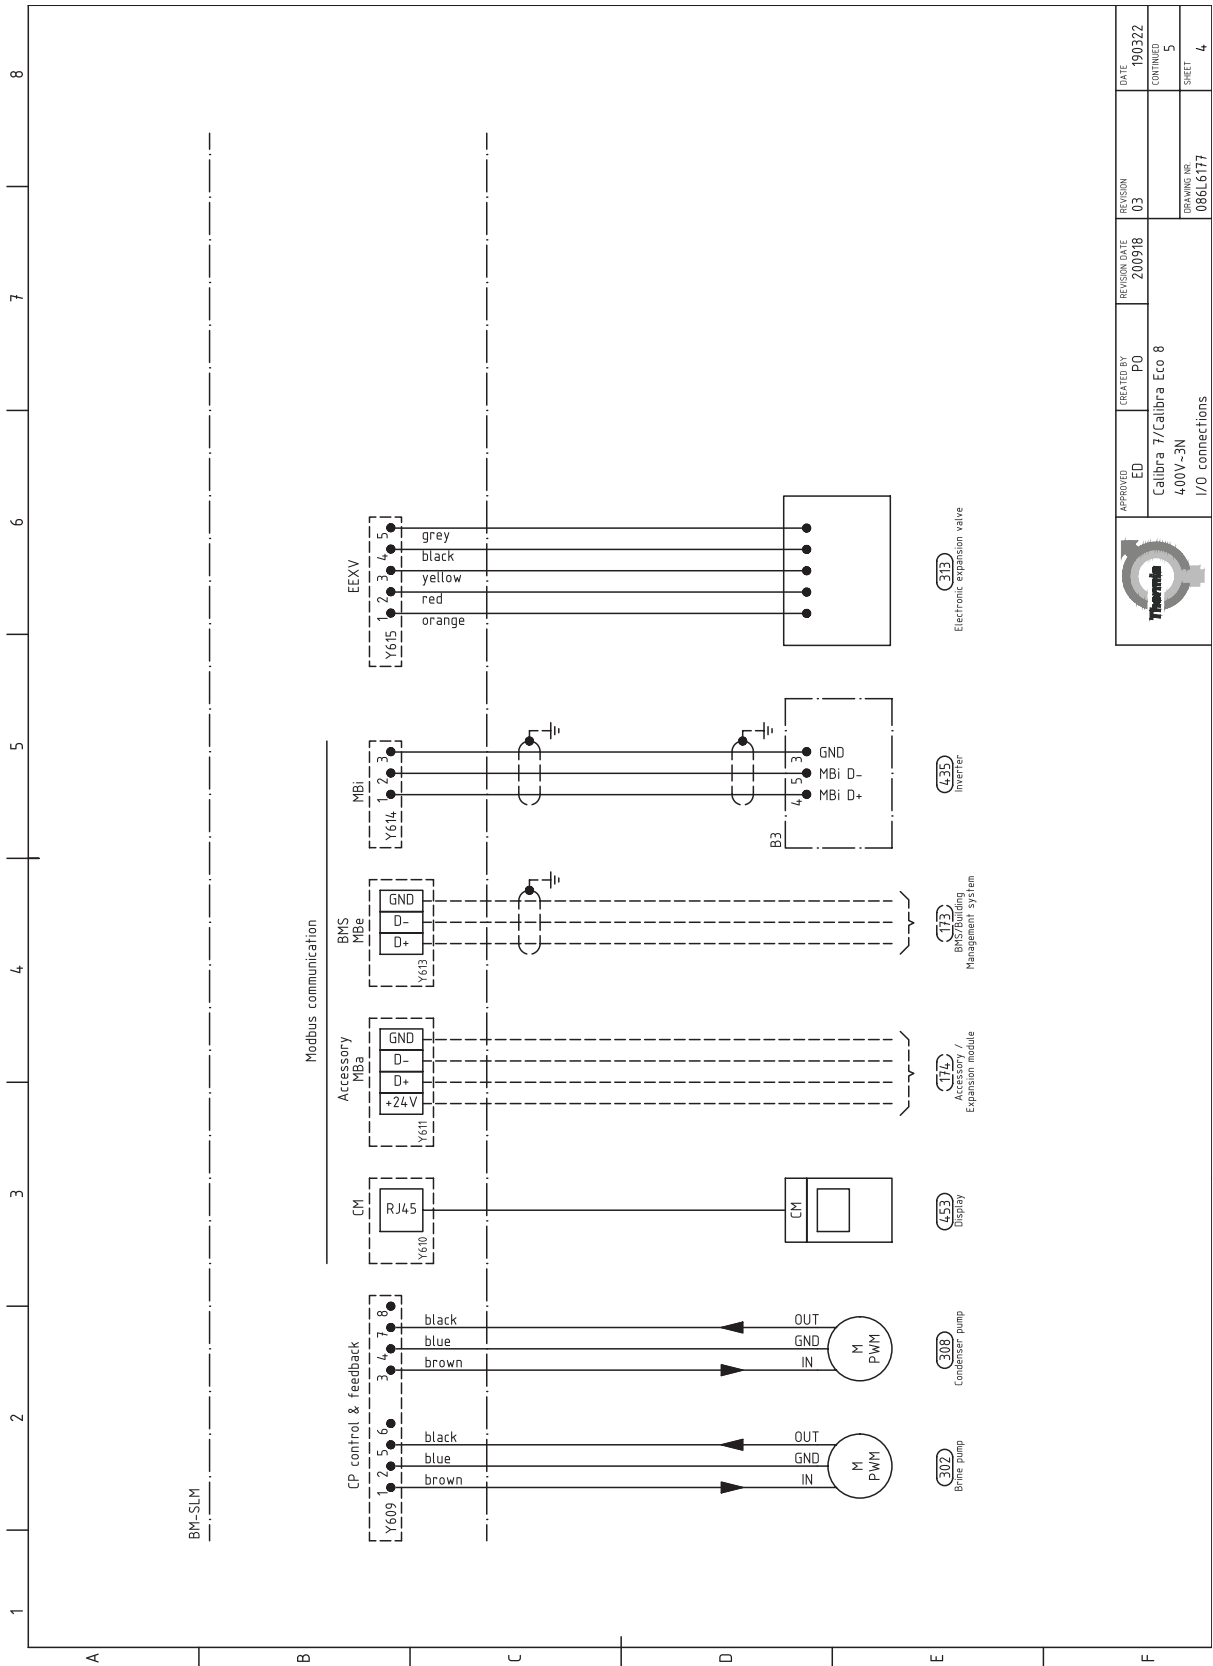 1 2 3 4 5 6 7 8
A
B
C
D
E
F
BM-SLM
Modbus communication
CP control & feedback
CM
Accessory
MBa
BMS
MBe
MBi
EEXV
Y609
1 2 5 6 3 4 7 8
brown
blue
black
brown
blue
black
RJ45
Y610
+24V
D+
D-
GND
Y611
D+
D-
GND
Y613
Y614
1 2 3
Y615
1 2 3 4 5
orange
red
yellow
black
grey
IN
GND
OUT
M
PWM
IN
GND
OUT
M
PWM
CM
B3
4 5 3
MBi D+
MBi D-
GND
302
Brine pump
308
Condenser pump
453
Display
174
Accessory /
Expansion module
173
BMS/Building
Management system
435
Inverter
313
Electronic expansion valve
Thermia
APPROVED
ED
CREATED BY
PO
REVISION DATE
200918
REVISION
03
DATE
190322
Calibra 7/Calibra Eco 8
400V~3N
I/O connections
CONTINUED
5
DRAWING NR.
086L6177
SHEET
4